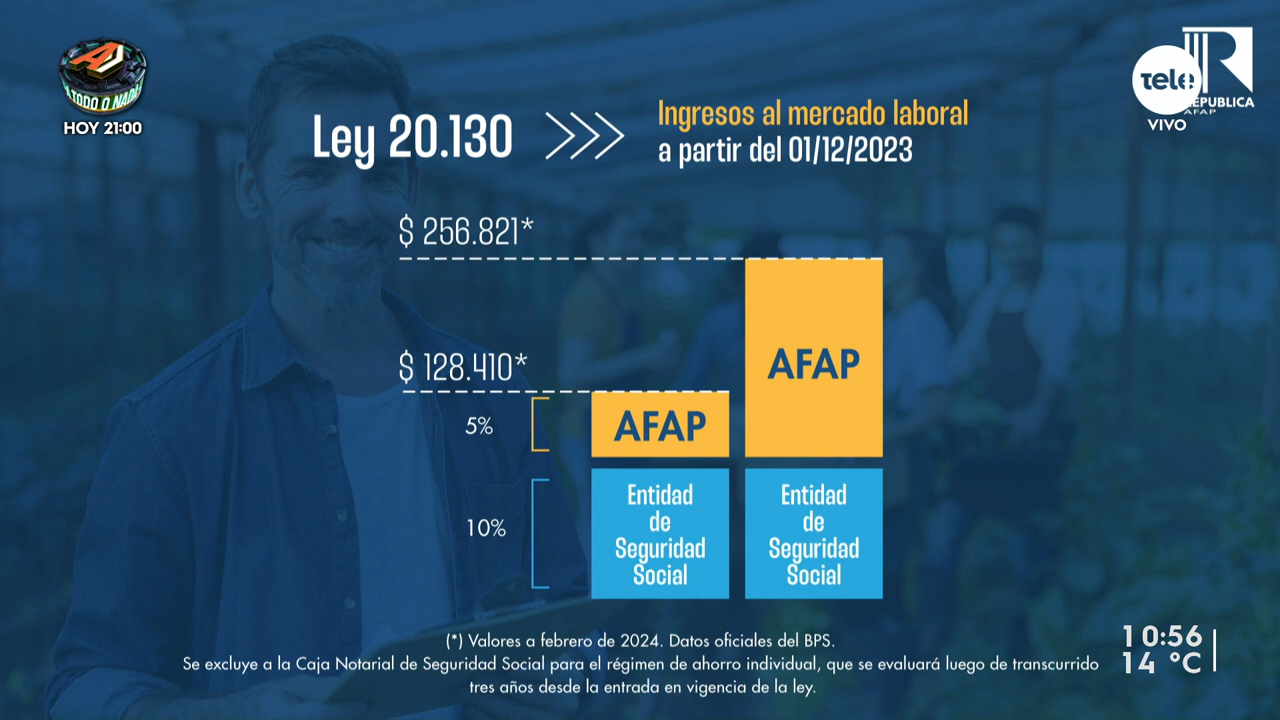 AJ
¡A TODO O NADA!
HOY 21:00
R
REPUBLICA
AFAP
tele
VIVO
Ley 20.130
Ingresos al mercado laboral
a partir del 01/12/2023
$ 256.821*
$ 128.410*
5%
10%
AFAP
AFAP
Entidad
de
Seguridad
Social
Entidad
de
Seguridad
Social
(*) Valores a febrero de 2024. Datos oficiales del BPS.
Se excluye a la Caja Notarial de Seguridad Social para el régimen de ahorro individual, que se evaluará luego de transcurrido
tres años desde la entrada en vigencia de la ley.
10:56
14 °C